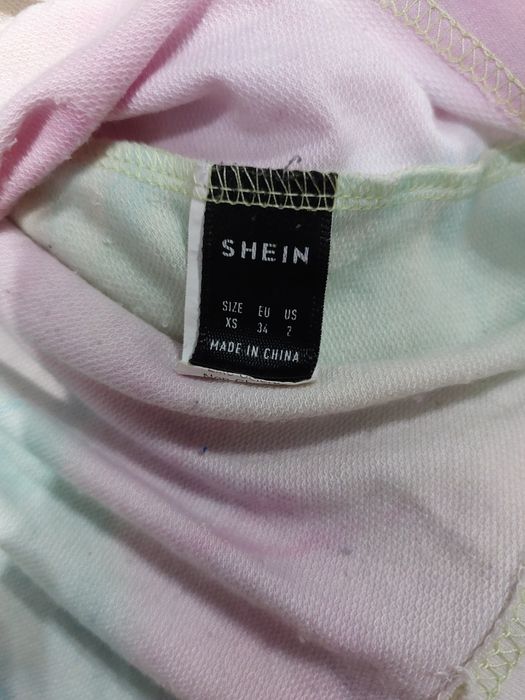 SHEIN
SIZE EU US
XS 34 2
MADE IN CHINA